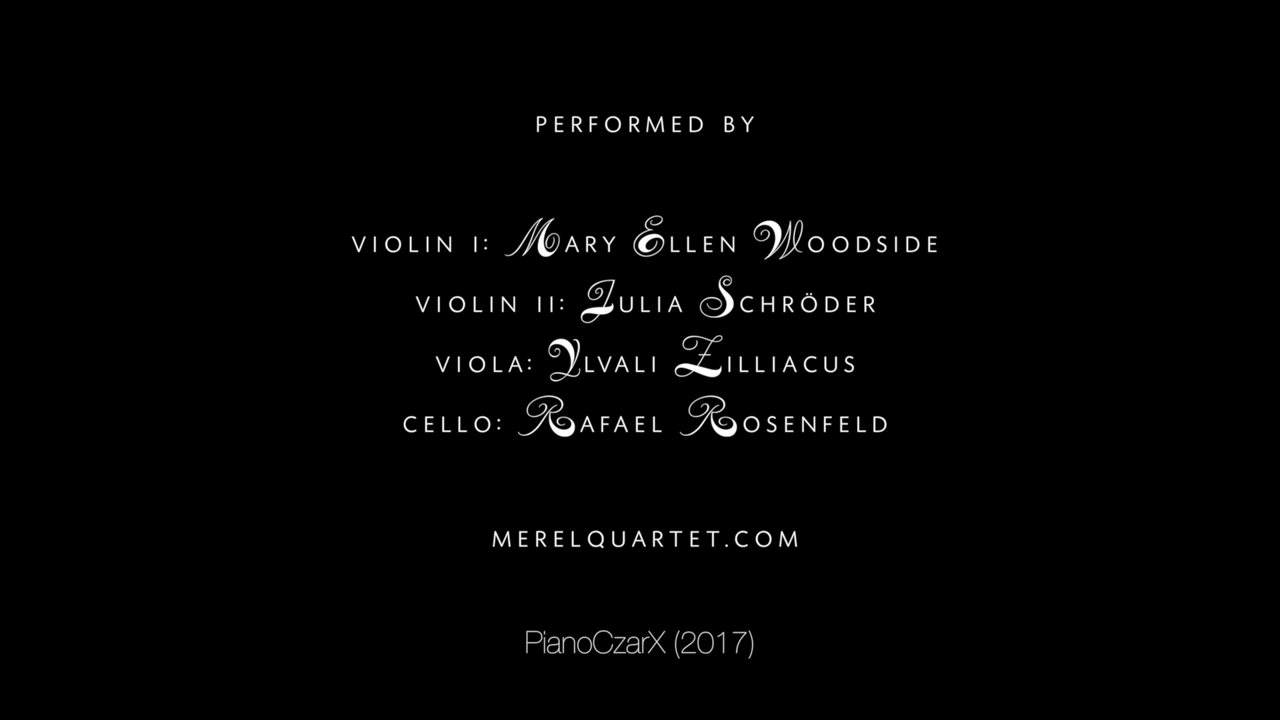 PERFORMED BY
VIOLIN I: MARY ELLEN WOODSIDE
VIOLIN II: JULIA SCHRÖDER
VIOLA: YLVALI ZILLIACUS
CELLO: RAFAEL ROSENFELD
MERELQUARTET.COM
PianoCzarX (2017)